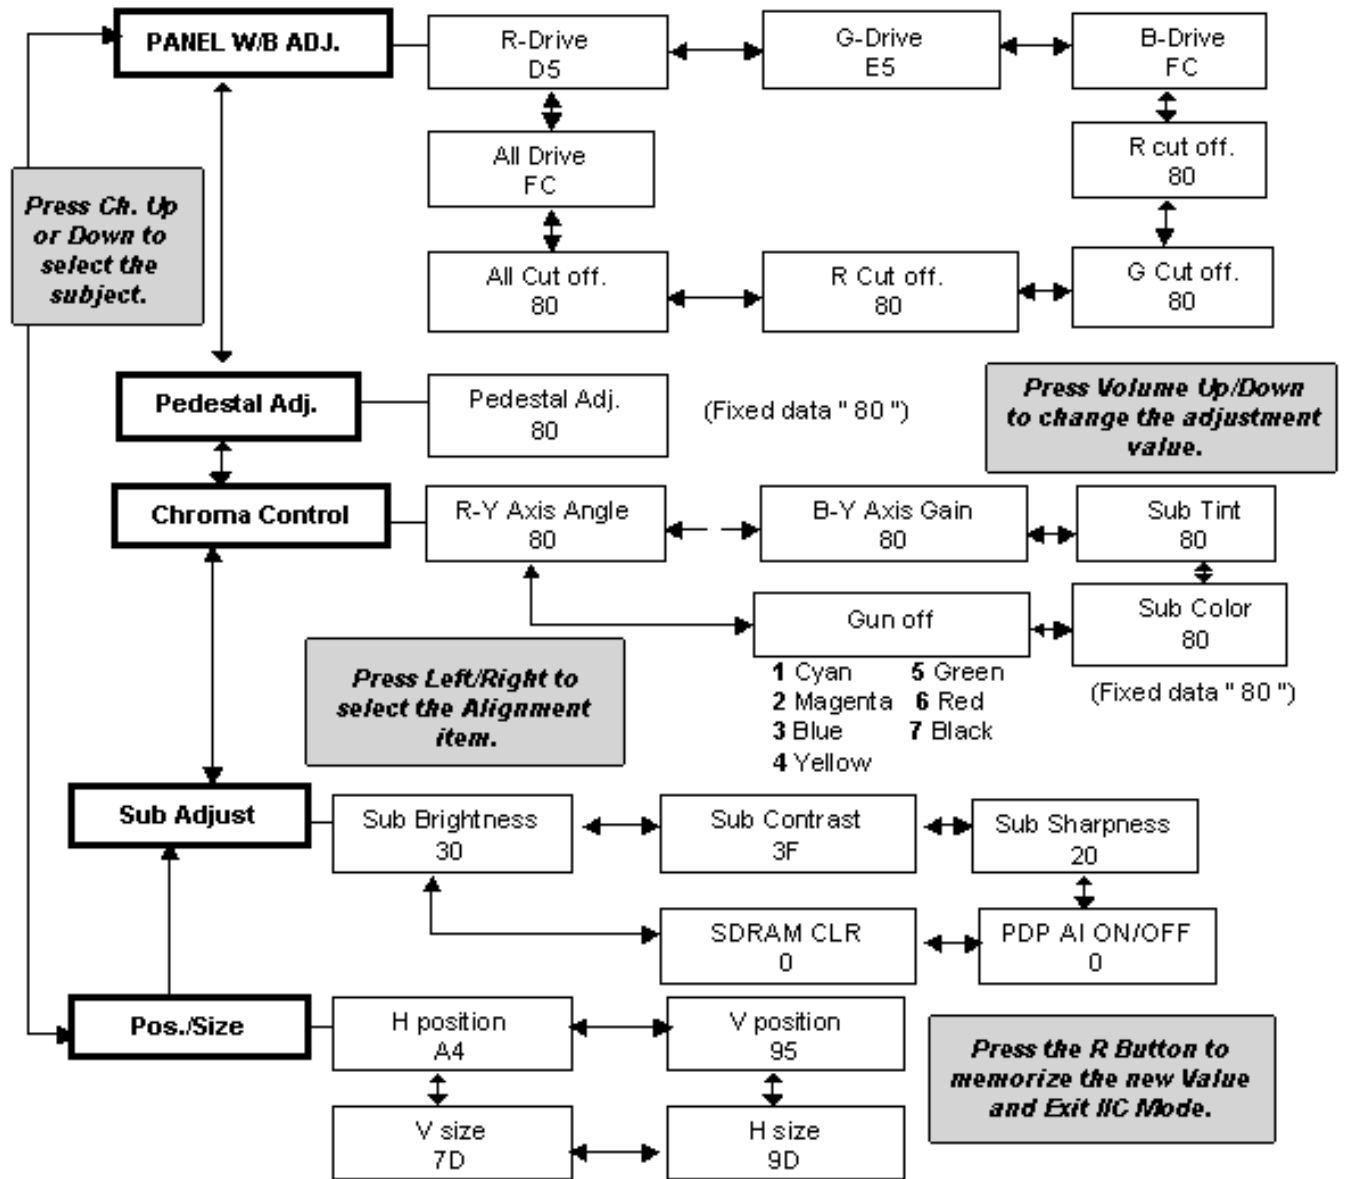 PANEL W/B ADJ.
R-Drive
D5
G-Drive
E5
B-Drive
FC
All Drive
FC
R cut off.
80
Press Ch. Up
or Down to
select the
subject.
All Cut off.
80
R Cut off.
80
G Cut off.
80
Pedestal Adj.
Pedestal Adj.
80
(Fixed data " 80 ")
Press Volume Up/Down
to change the adjustment
value.
Chroma Control
R-Y Axis Angle
80
B-Y Axis Gain
80
Sub Tint
80
Gun off
Sub Color
80
1 Cyan 5 Green
2 Magenta 6 Red
3 Blue 7 Black
4 Yellow
(Fixed data " 80 ")
Press Left/Right to
select the Alignment
item.
Sub Adjust
Sub Brightness
30
Sub Contrast
3F
Sub Sharpness
20
SDRAM CLR
0
PDP AI ON/OFF
0
Pos./Size
H position
A4
V position
95
Press the R Button to
memorize the new Value
and Exit IIC Mode.
V size
7D
H size
9D